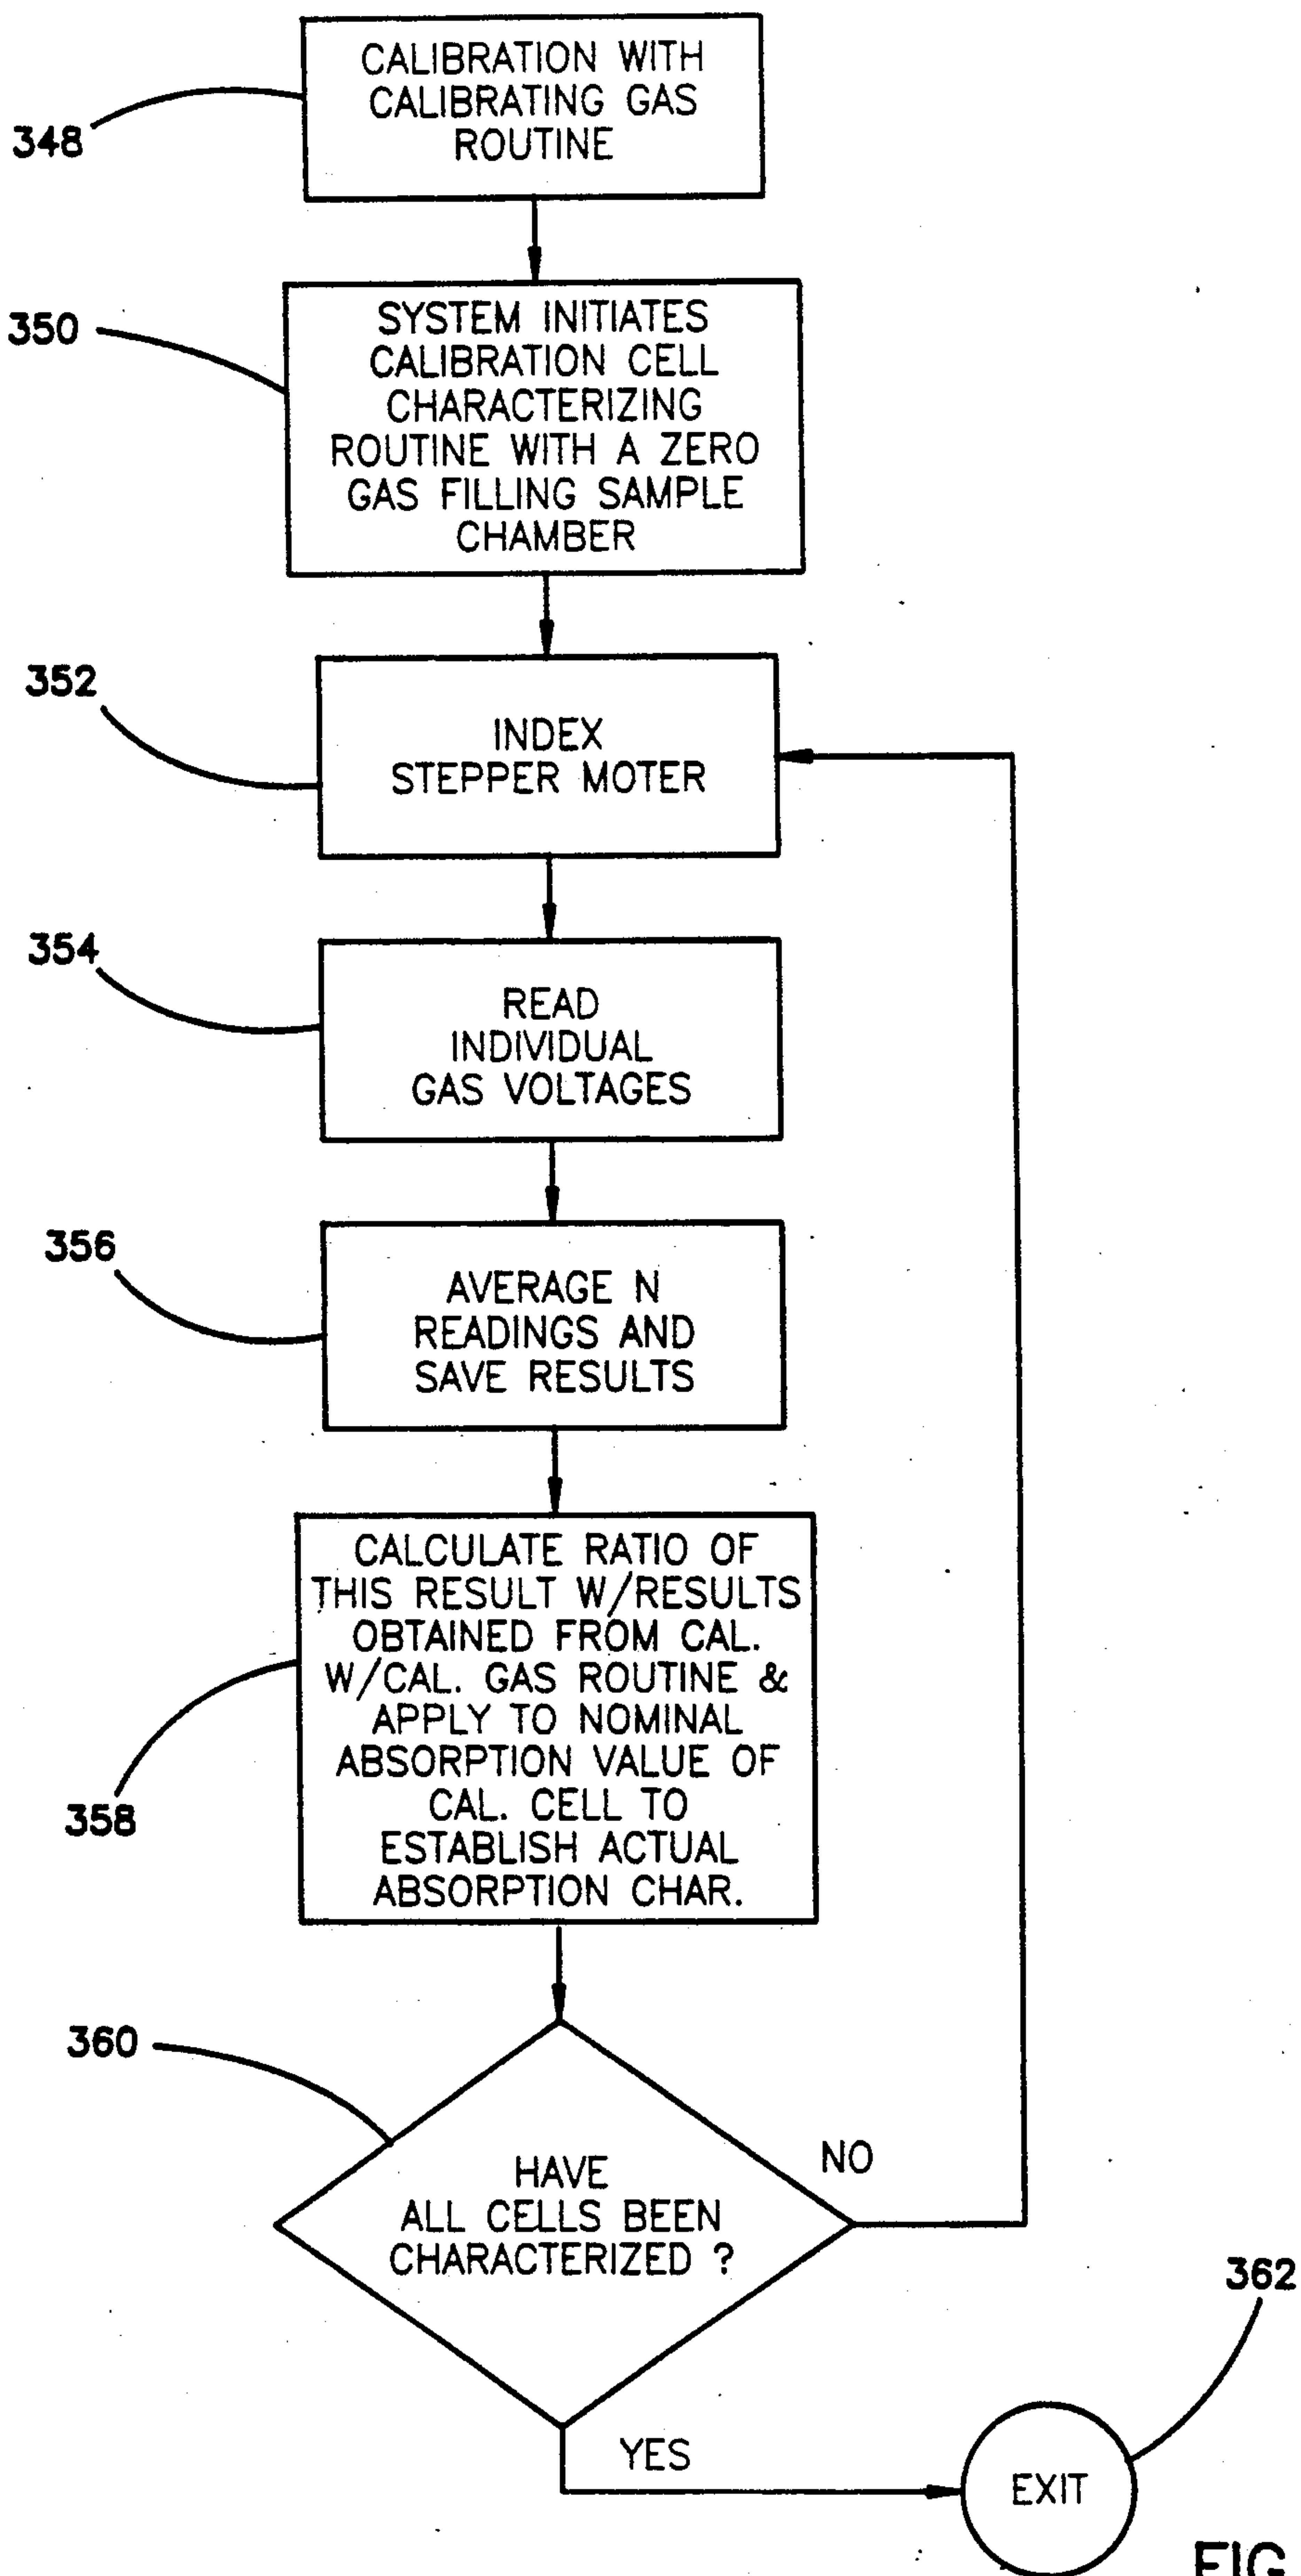 CALIBRATION WITH
CALIBRATING GAS
ROUTINE
348
SYSTEM INITIATES
CALIBRATION CELL
CHARACTERIZING
ROUTINE WITH A ZERO
GAS FILLING SAMPLE
CHAMBER
350
352
INDEX
STEPPER MOTER
354
READ
INDIVIDUAL
GAS VOLTAGES
356
AVERAGE N
READINGS AND
SAVE RESULTS
CALCULATE RATIO OF
THIS RESULT W/RESULTS
OBTAINED FROM CAL.
W/CAL. GAS ROUTINE &
APPLY TO NOMINAL
ABSORPTION VALUE OF
CAL. CELL TO
ESTABLISH ACTUAL
ABSORPTION CHAR.
358
360
HAVE
ALL CELLS BEEN
CHARACTERIZED ?
NO
362
YES
EXIT
FIG